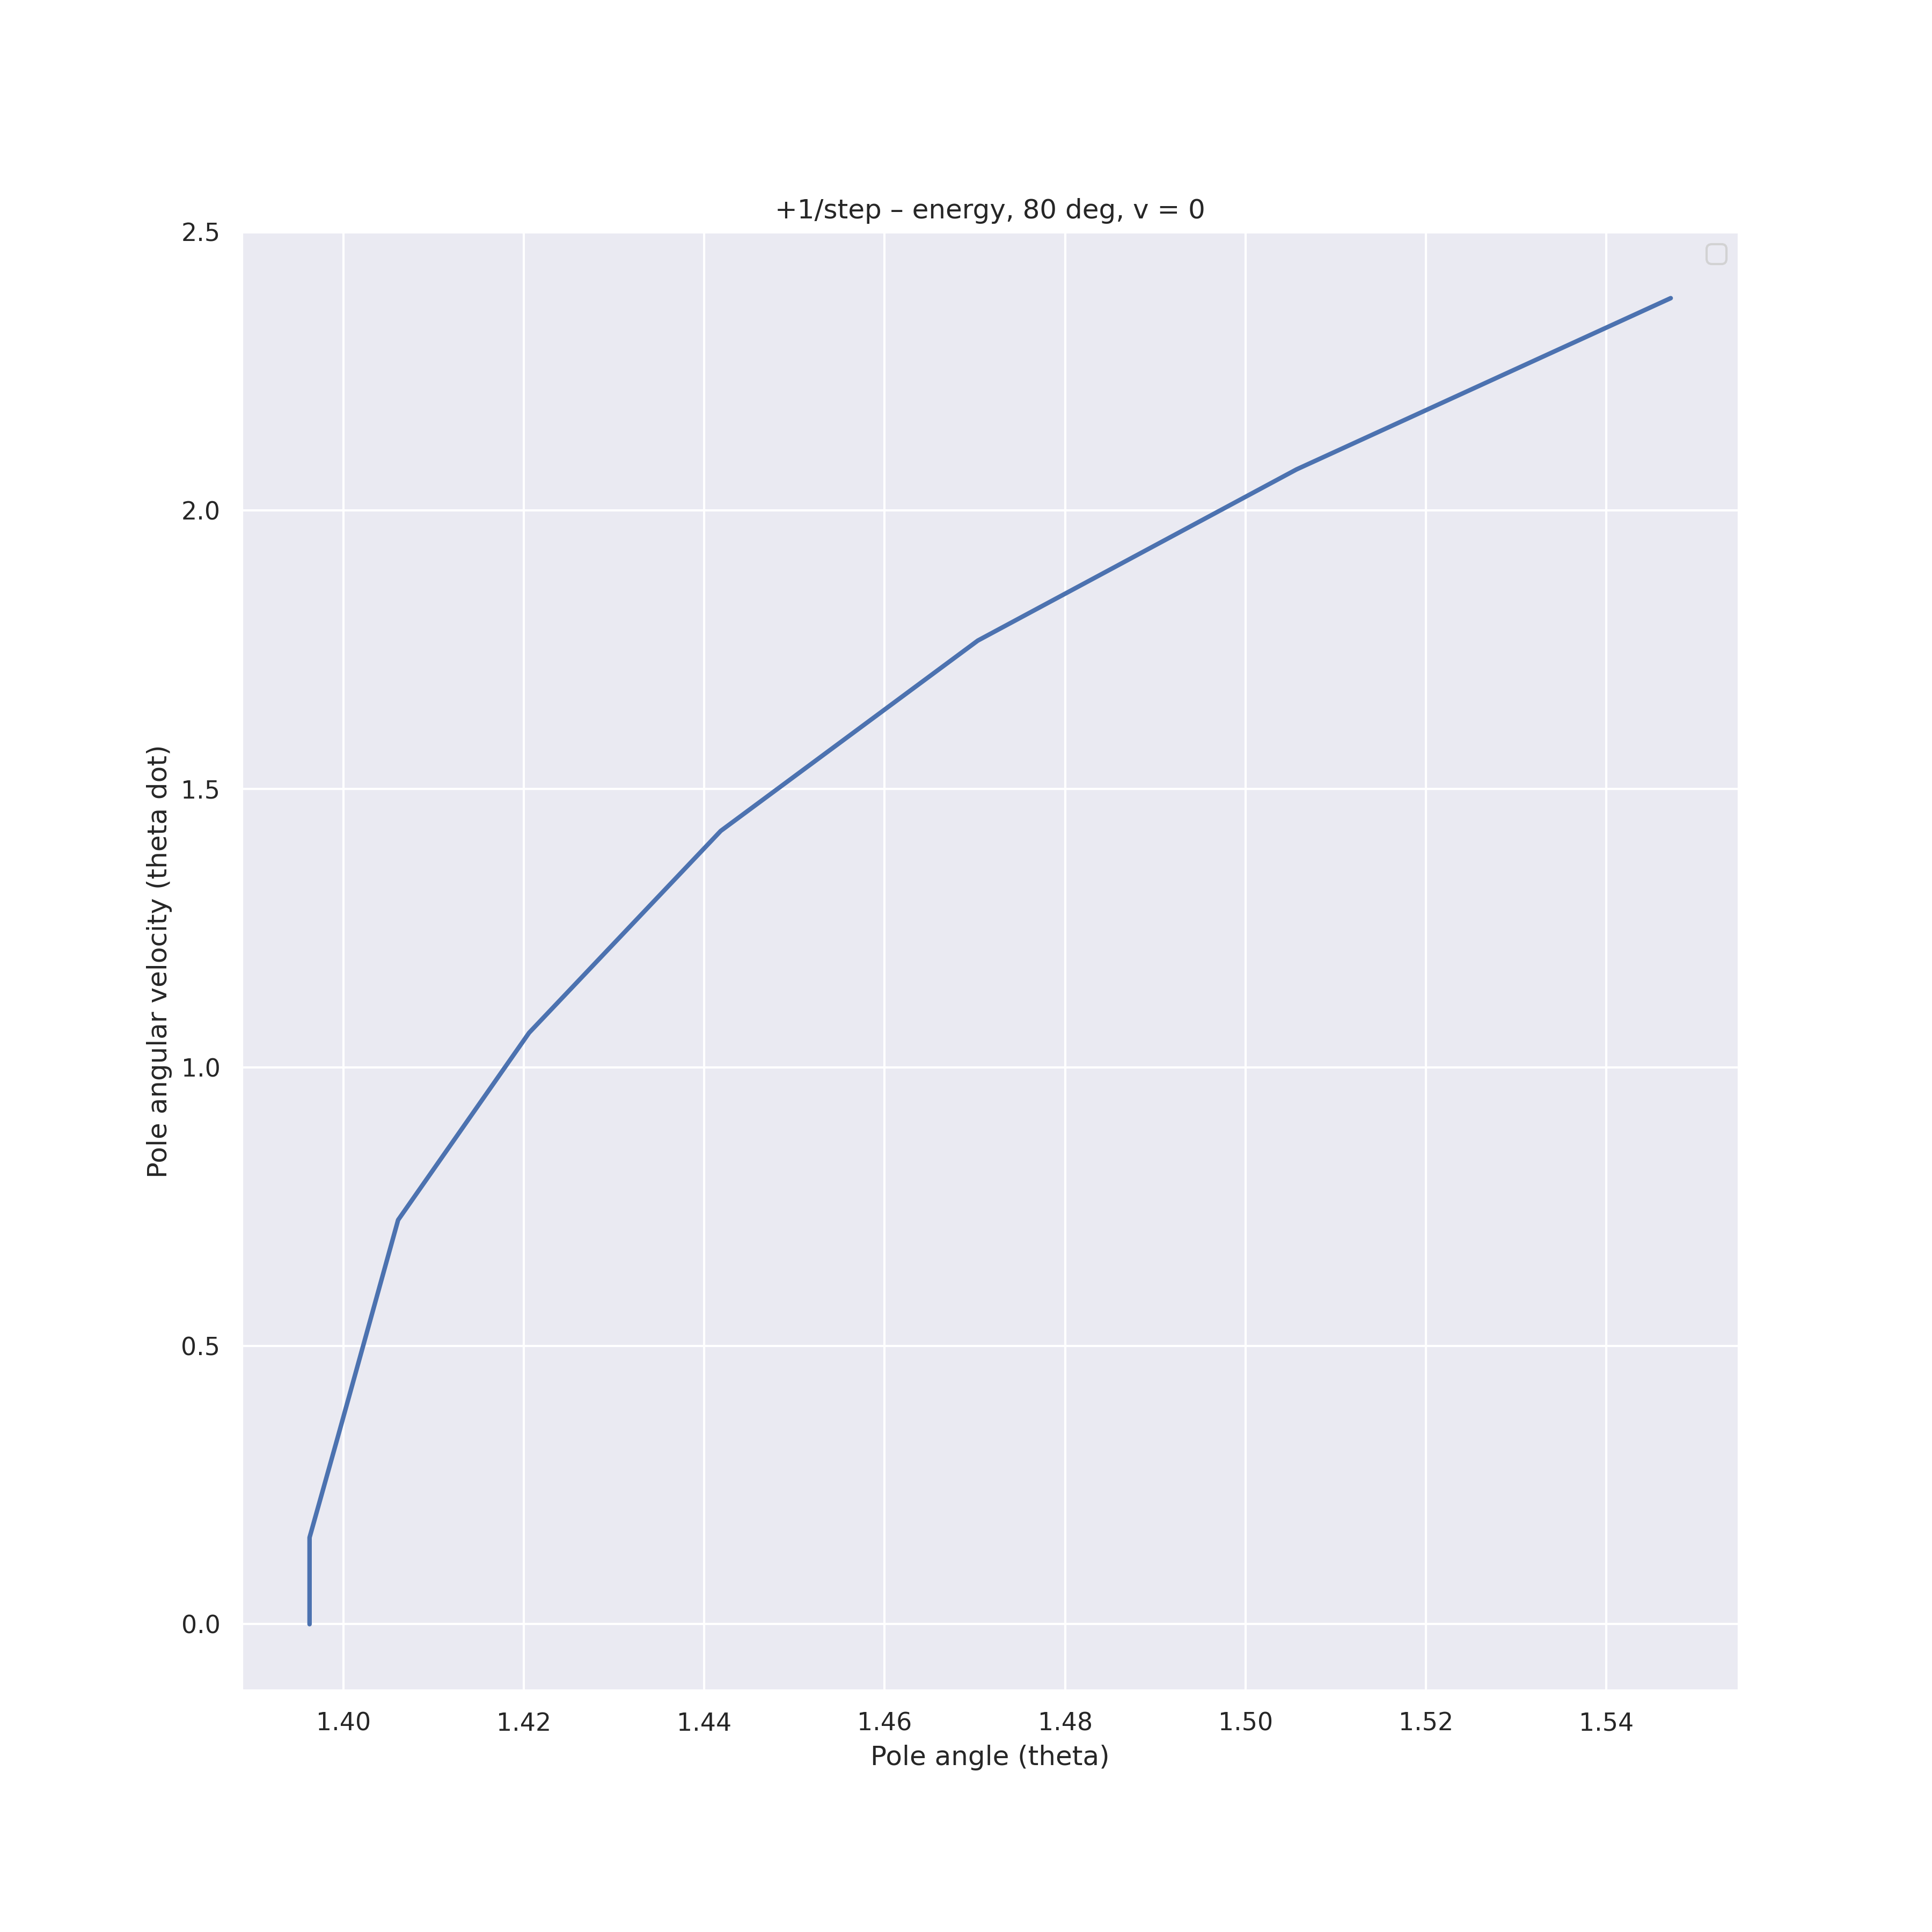 +1/step – energy, 80 deg, v = 0
2.5
2.0
1.5
1.0
0.5
0.0
Pole angular velocity (theta dot)
1.40 1.42 1.44 1.46 1.48 1.50 1.52 1.54
Pole angle (theta)